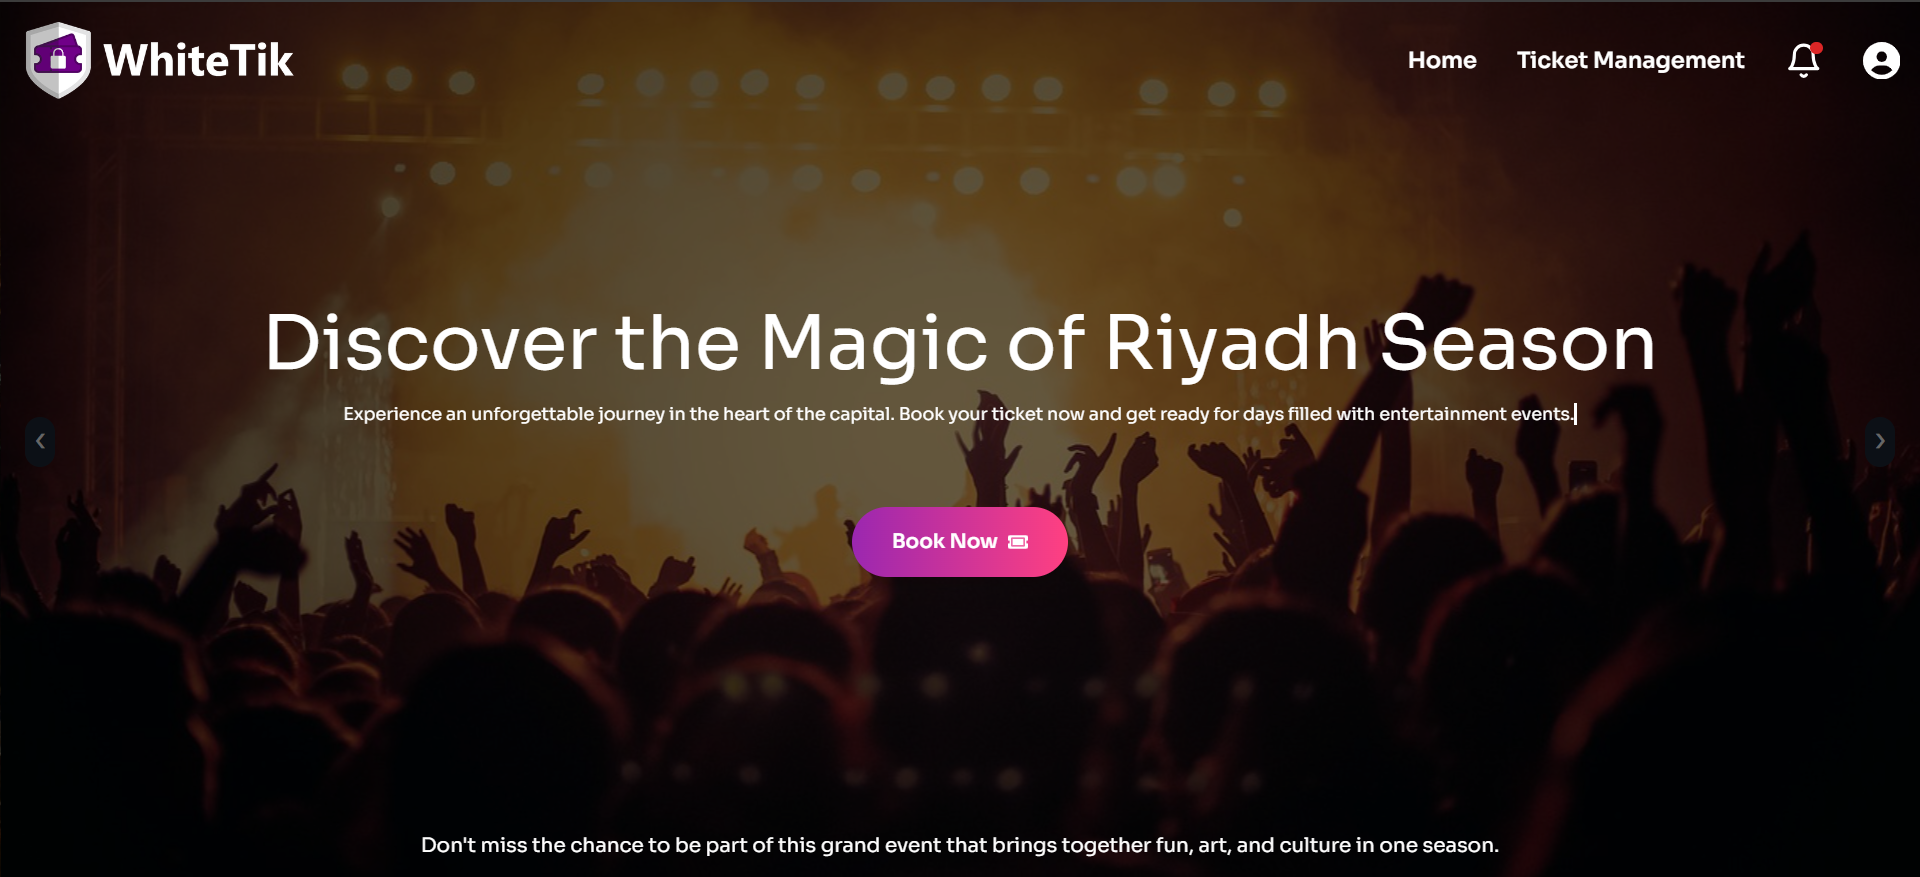 WhiteTik
Home
Ticket Management
Discover the Magic of Riyadh Season
Experience an unforgettable journey in the heart of the capital. Book your ticket now and get ready for days filled with entertainment events.
Book Now
Don't miss the chance to be part of this grand event that brings together fun, art, and culture in one season.